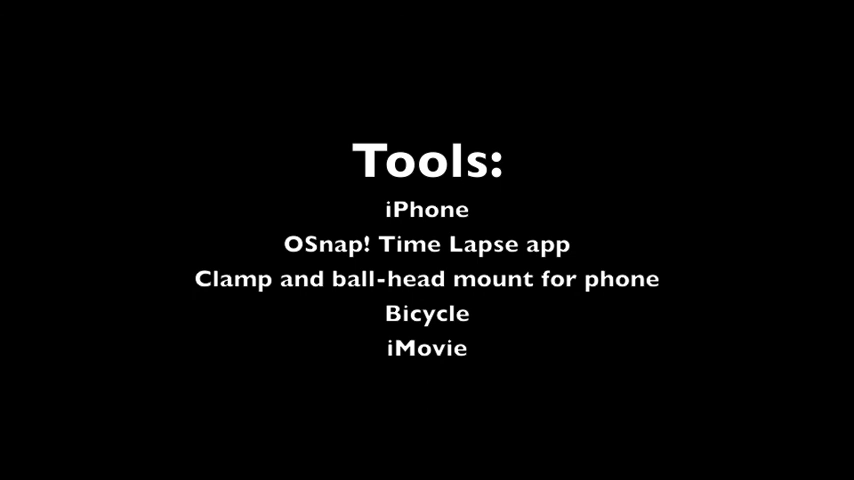 Tools:
iPhone
OSnap! Time Lapse app
Clamp and ball-head mount for phone
Bicycle
iMovie